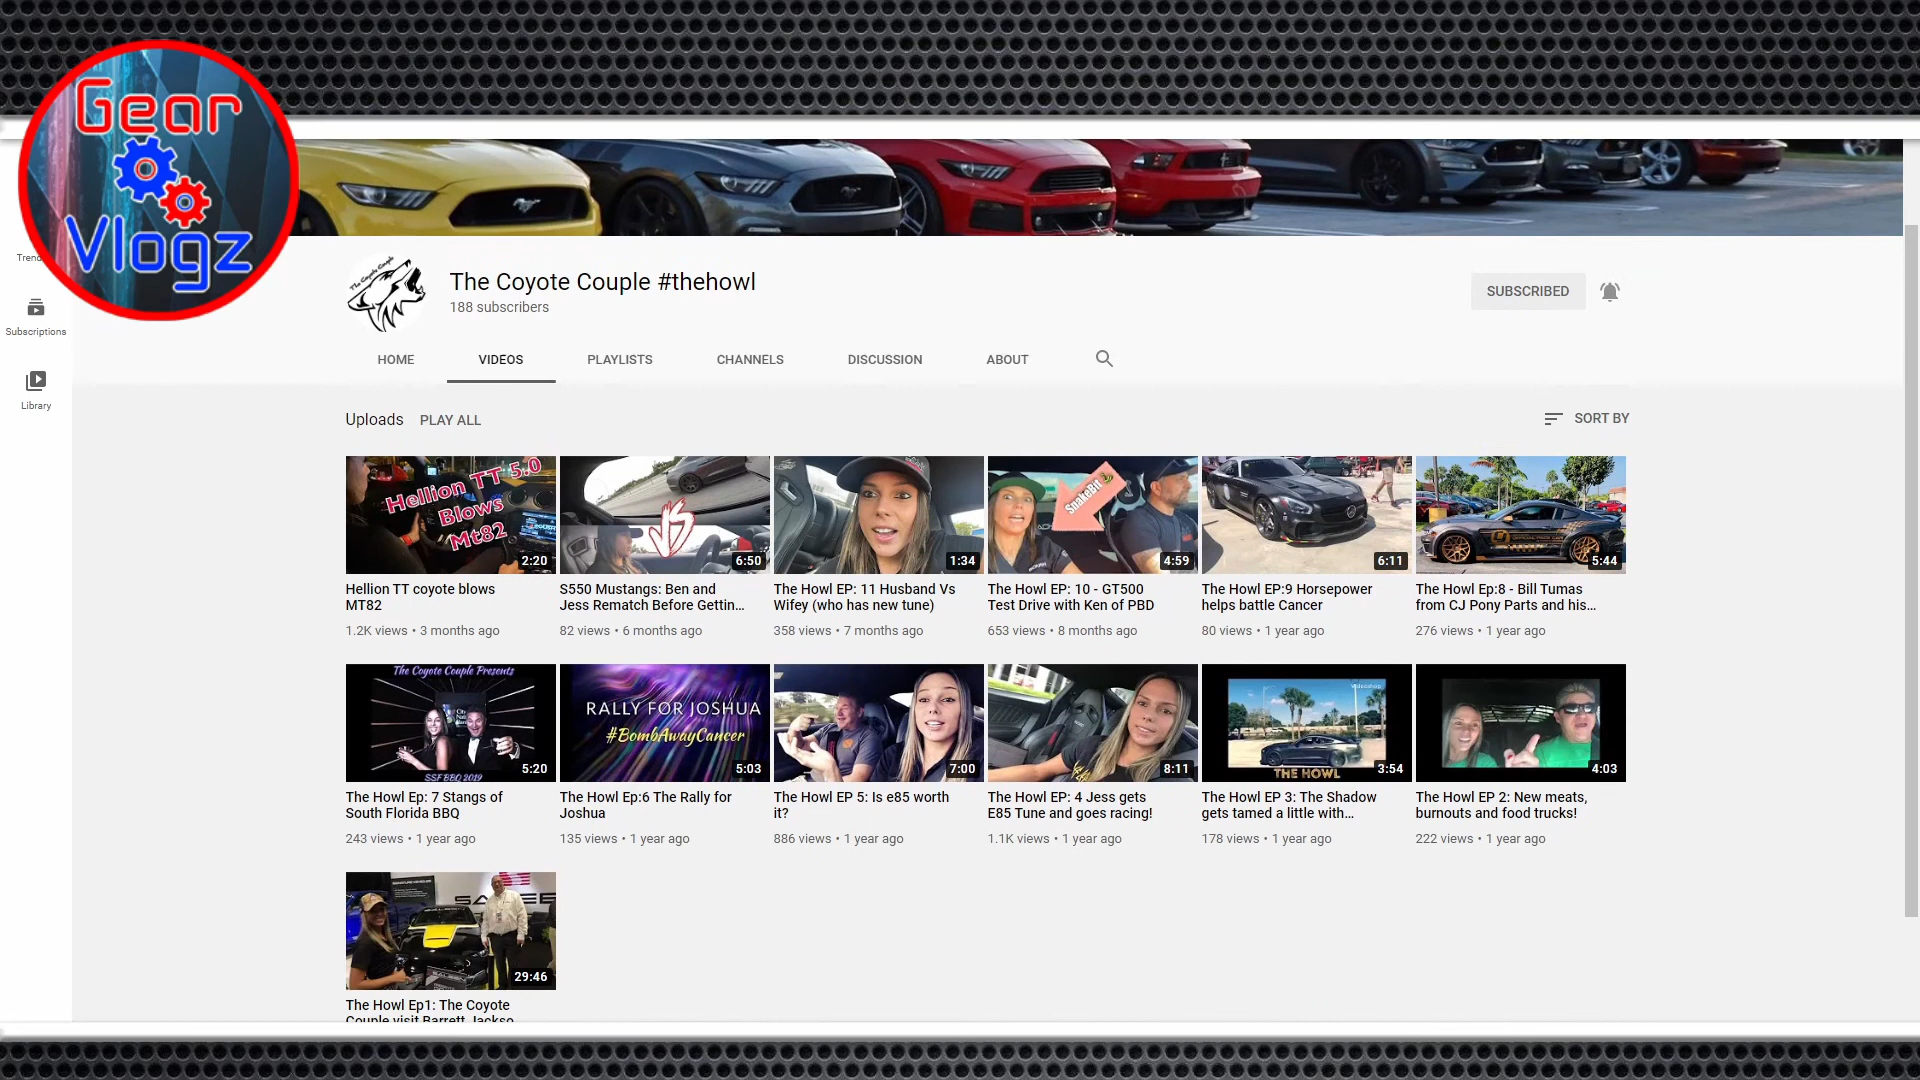 Gear
Vlogz
Subscriptions
Library
The Coyote Couple
The Coyote Couple #thehowl
188 subscribers
SUBSCRIBED
HOME
VIDEOS
PLAYLISTS
CHANNELS
DISCUSSION
ABOUT
Uploads
PLAY ALL
SORT BY
Hellion TT 5.0
Blows
Mt82
2:20
VS
6:50
1:34
SnakeBit
4:59
6:11
5:44
Hellion TT coyote blows
MT82
1.2K views • 3 months ago
S550 Mustangs: Ben and
Jess Rematch Before Gettin...
82 views • 6 months ago
The Howl EP: 11 Husband Vs
Wifey (who has new tune)
358 views • 7 months ago
The Howl EP: 10 - GT500
Test Drive with Ken of PBD
653 views • 8 months ago
The Howl EP:9 Horsepower
helps battle Cancer
80 views • 1 year ago
The Howl Ep:8 - Bill Tumas
from CJ Pony Parts and his...
276 views • 1 year ago
The Coyote Couple Presents
SSF BBQ 2019
5:20
RALLY FOR JOSHUA
#BombAwayCancer
5:03
7:00
8:11
Videoshop
THE HOWL
3:54
4:03
The Howl Ep: 7 Stangs of
South Florida BBQ
243 views • 1 year ago
The Howl Ep:6 The Rally for
Joshua
135 views • 1 year ago
The Howl EP 5: Is e85 worth
it?
886 views • 1 year ago
The Howl EP: 4 Jess gets
E85 Tune and goes racing!
1.1K views • 1 year ago
The Howl EP 3: The Shadow
gets tamed a little with...
178 views • 1 year ago
The Howl EP 2: New meats,
burnouts and food trucks!
222 views • 1 year ago
29:46
The Howl Ep1: The Coyote
Couple visit Barrett Jackso